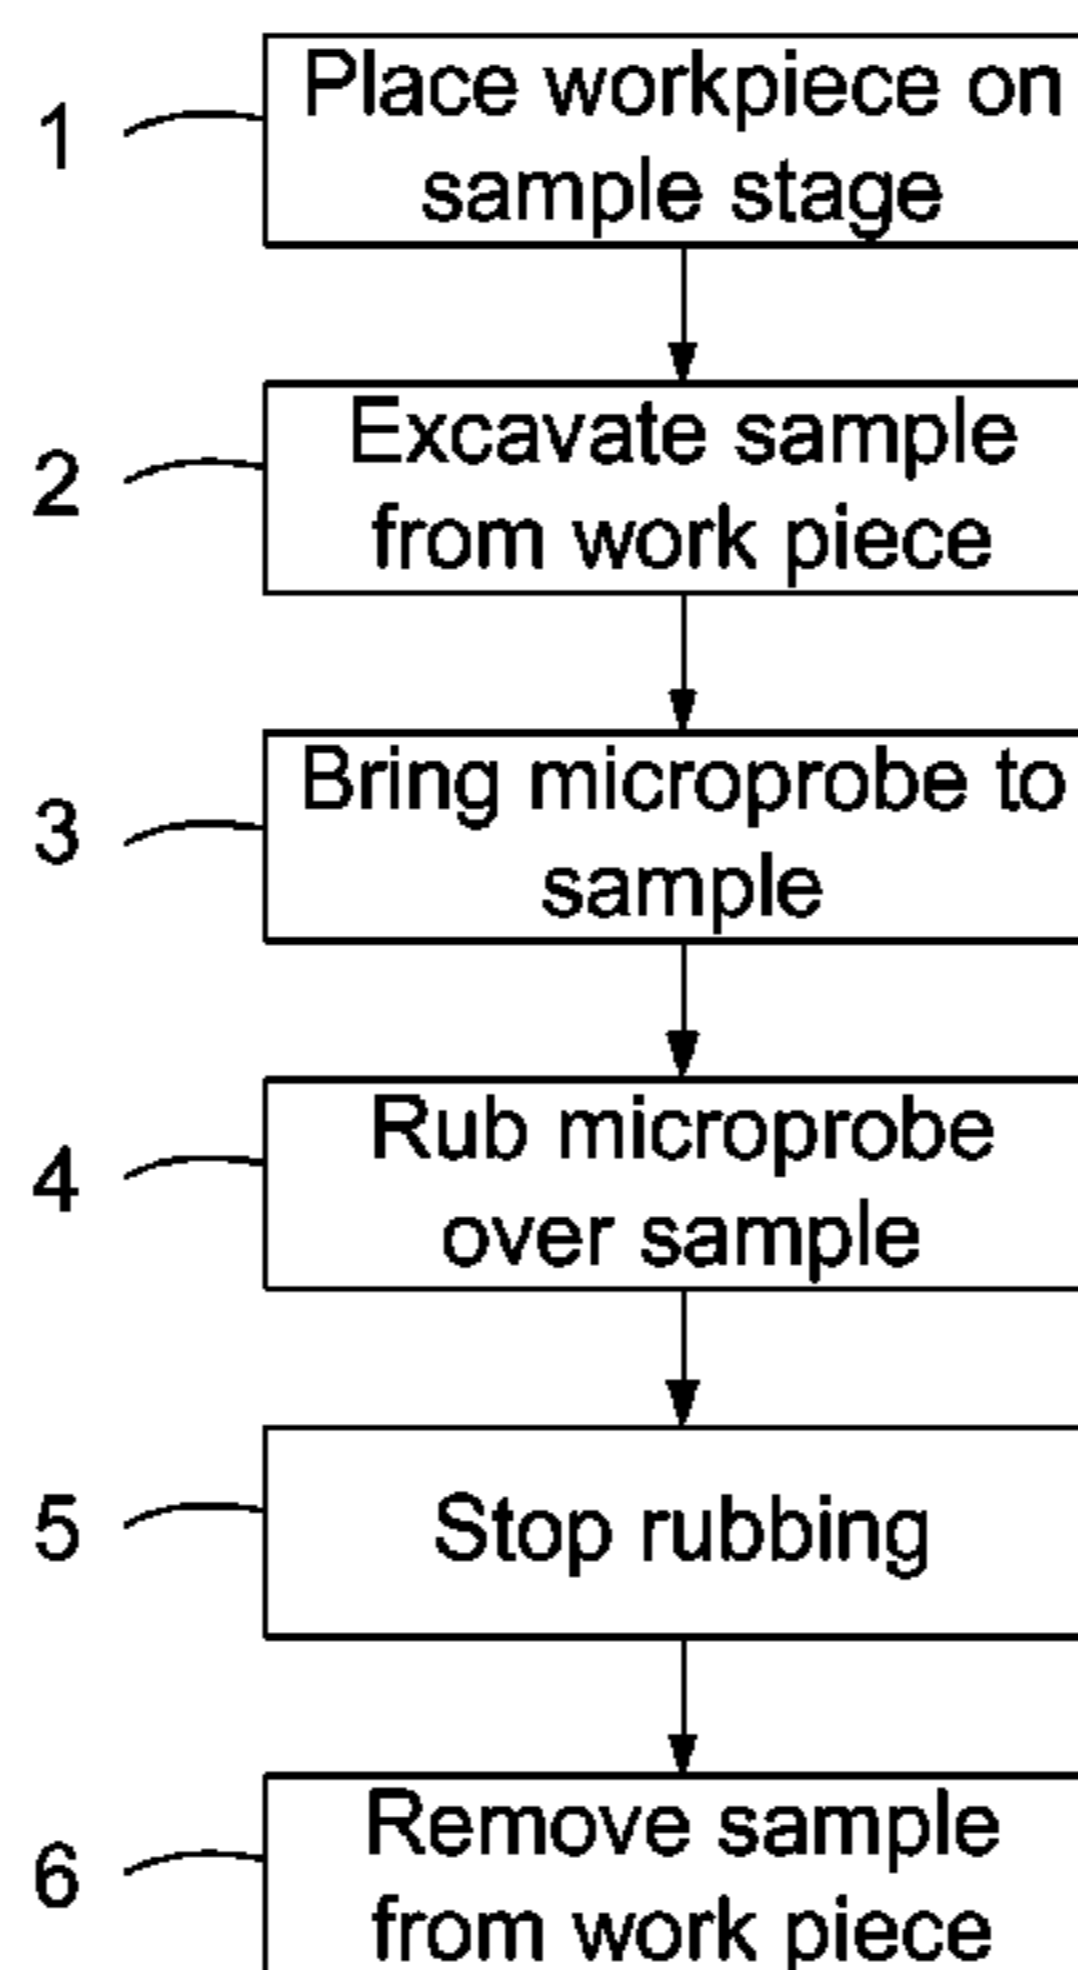 1
Place workpiece on
sample stage
2
Excavate sample
from work piece
3
Bring microprobe to
sample
4
Rub microprobe
over sample
5
Stop rubbing
6
Remove sample
from work piece